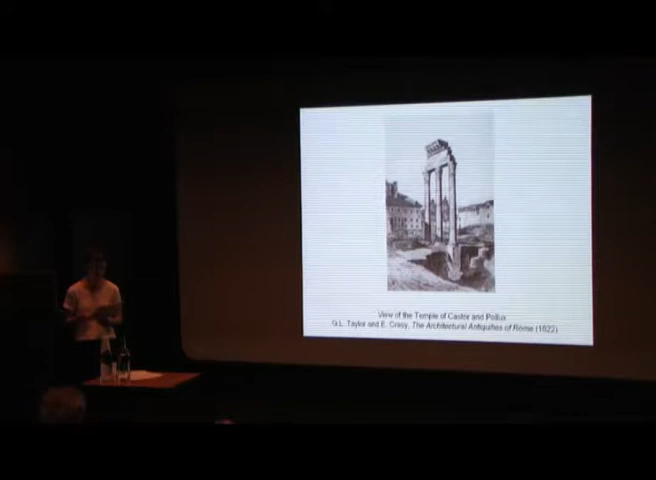 View of the Temple of Castor and Pollux
G.L. Taylor and E. Cresy, The Architectural Antiquities of Rome (1822)